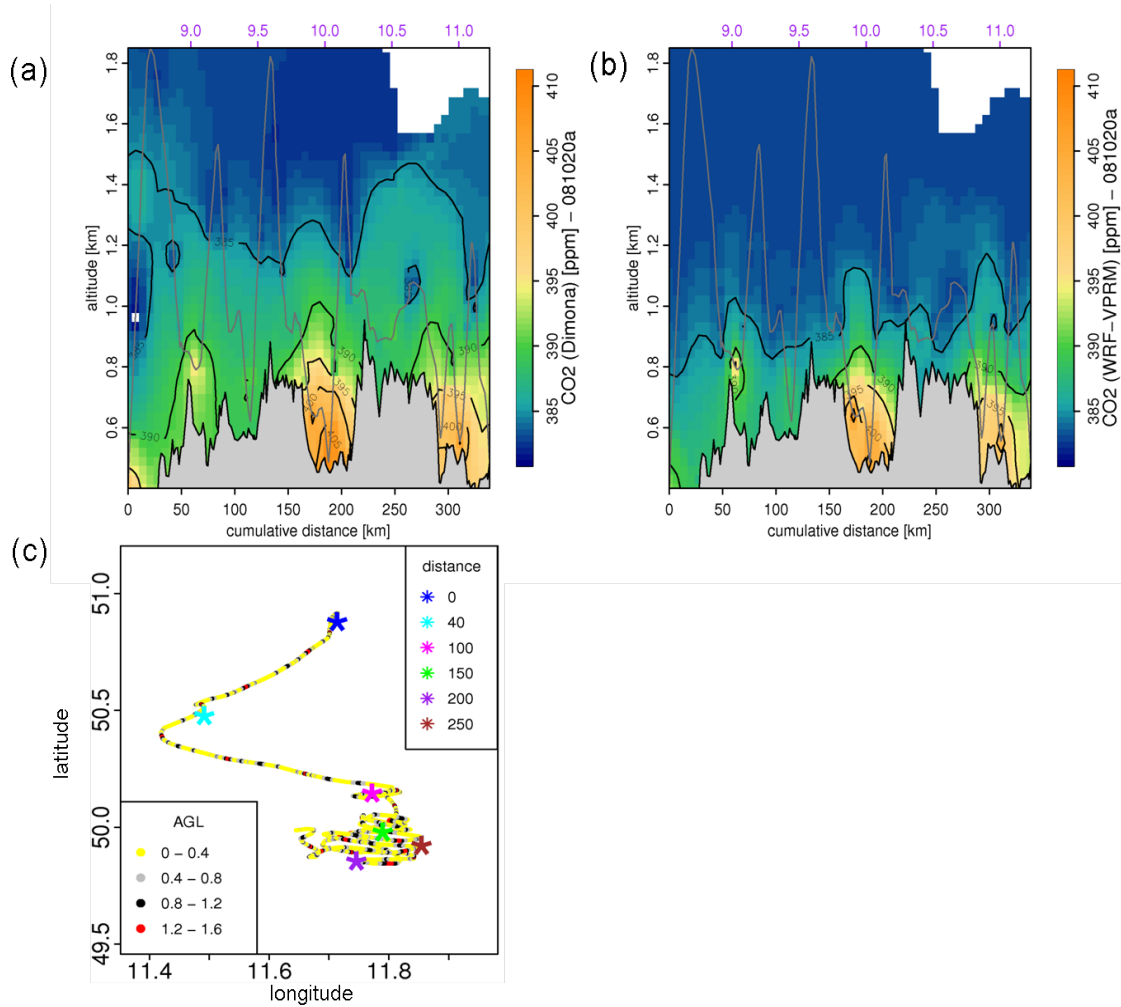 (a)
9.0 9.5 10.0 10.5 11.0
1.8
1.6
1.4
1.2
1.0
0.8
0.6
altitude [km]
385
390
390
390
395
400
405
390
395
400
0 50 100 150 200 250 300
cumulative distance [km]
410
405
400
395
390
385
CO2 (Dimona) [ppm] – 081020a
(b)
9.0 9.5 10.0 10.5 11.0
1.8
1.6
1.4
1.2
1.0
0.8
0.6
altitude [km]
385
390
395
400
390
395
0 50 100 150 200 250 300
cumulative distance [km]
410
405
400
395
390
385
CO2 (WRF–VPRM) [ppm] – 081020a
(c)
51.0
50.5
50.0
49.5
latitude
distance
0
40
100
150
200
250
AGL
0 – 0.4
0.4 – 0.8
0.8 – 1.2
1.2 – 1.6
11.4 11.6 11.8
longitude